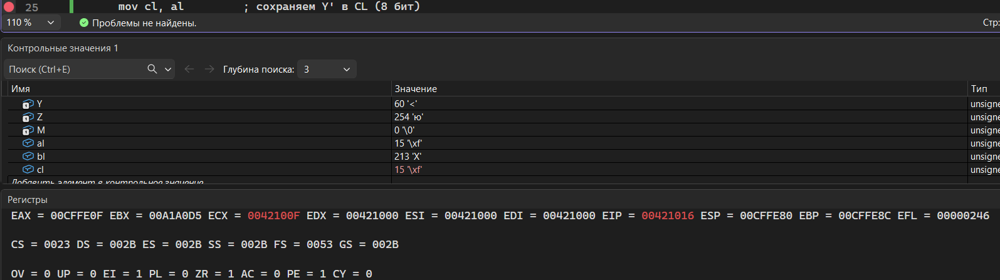 25 mov cl, al ; сохраняем Y' в CL (8 бит)
110 % Проблемы не найдены. Стр:
Контрольные значения 1
Поиск (Ctrl+E) Глубина поиска: 3
Имя Значение Тип
Y 60 '<' unsigne
Z 254 'ю' unsigne
M 0 '\0' unsigne
al 15 '\xf' unsigne
bl 213 'Х' unsigne
cl 15 '\xf' unsigne
Добавить элемент в контрольное значение
Регистры
EAX = 00CFFE0F EBX = 00A1A0D5 ECX = 0042100F EDX = 00421000 ESI = 00421000 EDI = 00421000 EIP = 00421016 ESP = 00CFFE80 EBP = 00CFFE8C EFL = 00000246
CS = 0023 DS = 002B ES = 002B SS = 002B FS = 0053 GS = 002B
OV = 0 UP = 0 EI = 1 PL = 0 ZR = 1 AC = 0 PE = 1 CY = 0